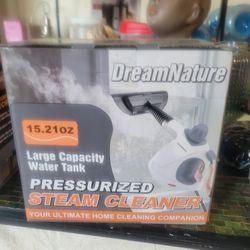 DreamNature
15.21oz
Large Capacity
Water Tank
PRESSURIZED
STEAM CLEANER
YOUR ULTIMATE HOME CLEANING COMPANION